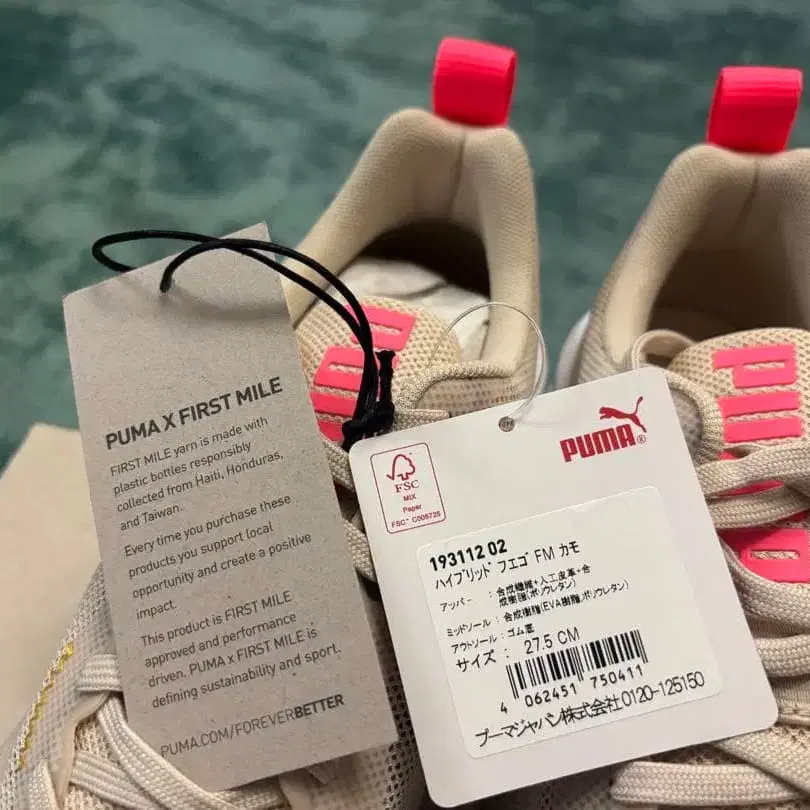 PUMA X FIRST MILE
FIRST MILE yarn is made with
plastic bottles responsibly
collected from Haiti, Honduras,
and Taiwan.
Every time you purchase these
products you support local
opportunity and create a positive
impact.
This product is FIRST MILE
approved and performance
driven. PUMA x FIRST MILE is
defining sustainability and sport.
PUMA.COM/FOREVERBETTER
FSC
MIX
Paper
FSC™ C005725
PUMA®
193112 02
ハイブリッド フエゴ FM カモ
アッパー : 合成繊維+人工皮革+合
成樹脂(ポリウレタン)
ミッドソール : 合成樹脂(EVA樹脂,ポリウレタン)
アウトソール : ゴム底
サイズ : 27.5 CM
4 062451 750411
プーマジャパン株式会社0120-125150